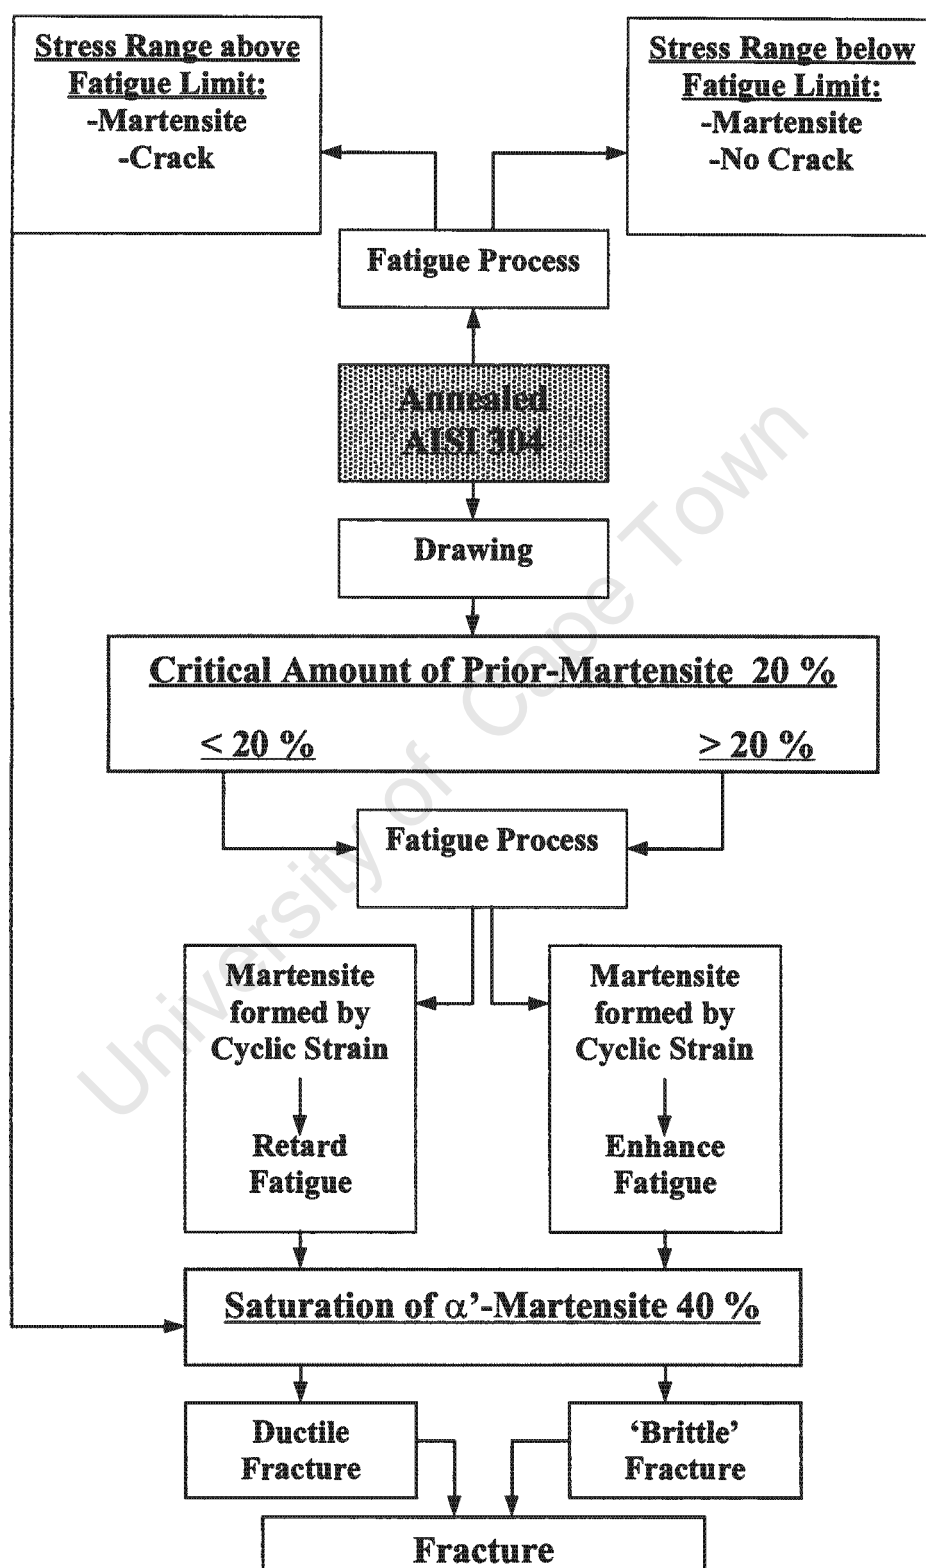 Stress Range above
Fatigue Limit:
-Martensite
-Crack
Stress Range below
Fatigue Limit:
-Martensite
-No Crack
Fatigue Process
Annealed
AISI 304
Drawing
Critical Amount of Prior-Martensite 20 %
< 20 %
> 20 %
Fatigue Process
Martensite
formed by
Cyclic Strain
Retard
Fatigue
Martensite
formed by
Cyclic Strain
Enhance
Fatigue
Saturation of α’-Martensite 40 %
Ductile
Fracture
‘Brittle’
Fracture
Fracture
University of Cape Town